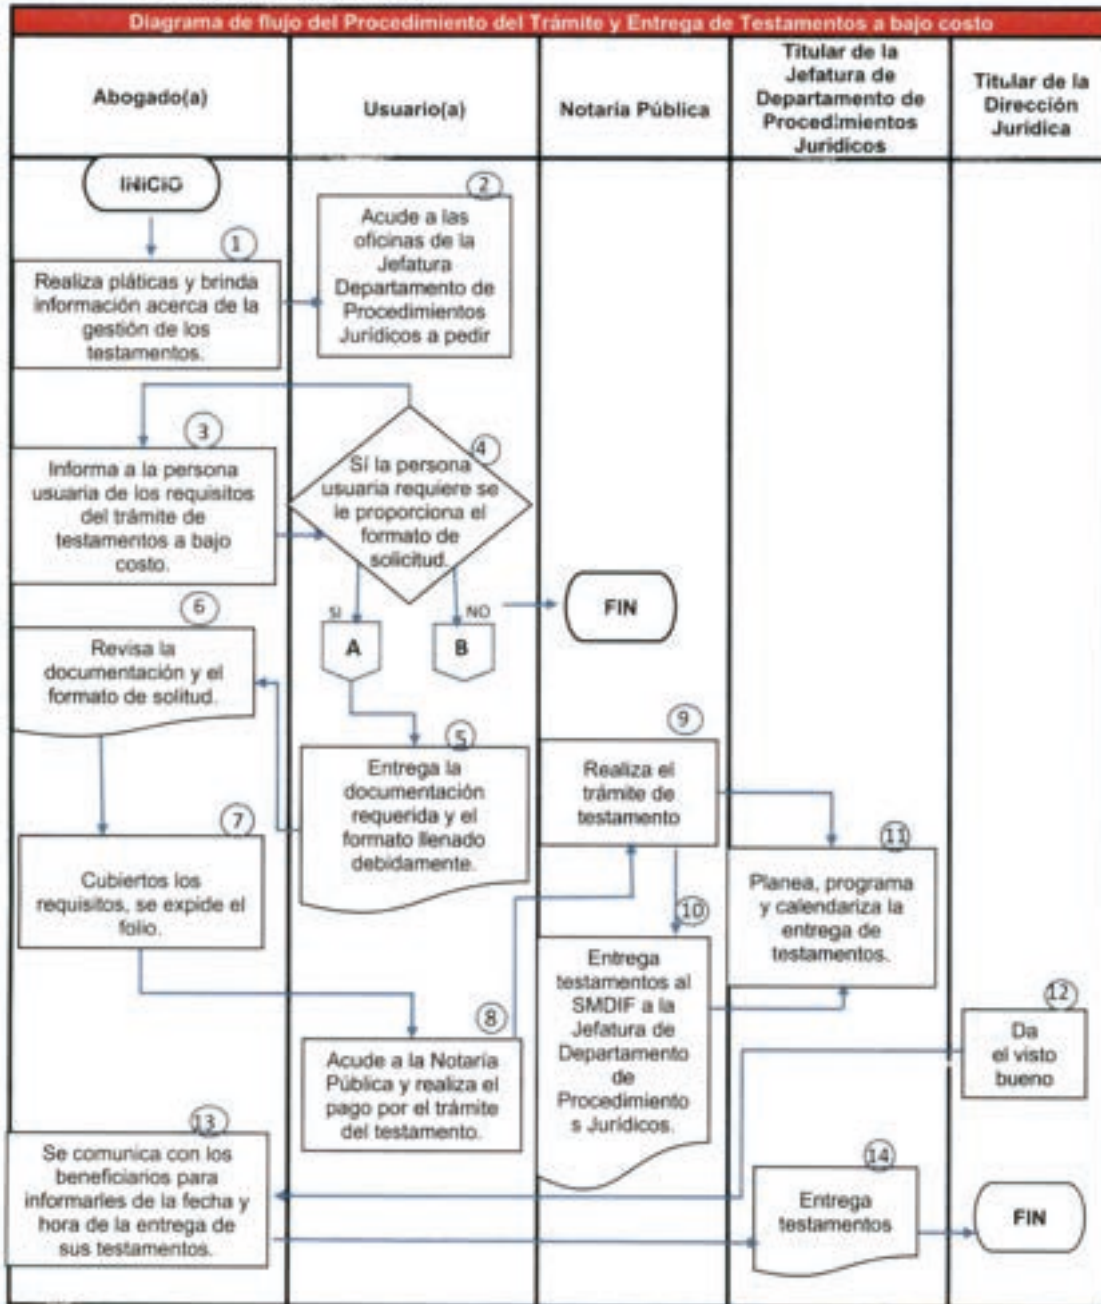 Diagrama de flujo del Procedimiento del Trámite y Entrega de Testamentos a bajo costo
Abogado(a)
Usuario(a)
Notaría Pública
Titular de la
Jefatura de
Departamento de
Procedimientos
Jurídicos
Titular de la
Dirección
Jurídica
INICIO
1
Realiza pláticas y brinda
información acerca de la
gestión de los
testamentos.
2
Acude a las
oficinas de la
Jefatura
Departamento de
Procedimientos
Jurídicos a pedir
3
Informa a la persona
usuaria de los requisitos
del trámite de
testamentos a bajo
costo.
4
Sí la persona
usuaria requiere se
le proporciona el
formato de
solicitud.
SI
A
NO
B
FIN
6
Revisa la
documentación y el
formato de solitud.
5
Entrega la
documentación
requerida y el
formato llenado
debidamente.
7
Cubiertos los
requisitos, se expide el
folio.
8
Acude a la Notaría
Pública y realiza el
pago por el trámite
del testamento.
9
Realiza el
trámite de
testamento
10
Entrega
testamentos al
SMDIF a la
Jefatura de
Departamento
de
Procedimiento
s Jurídicos.
11
Planea, programa
y calendariza la
entrega de
testamentos.
12
Da
el visto
bueno
13
Se comunica con los
beneficiarios para
informarles de la fecha y
hora de la entrega de
sus testamentos.
14
Entrega
testamentos
FIN